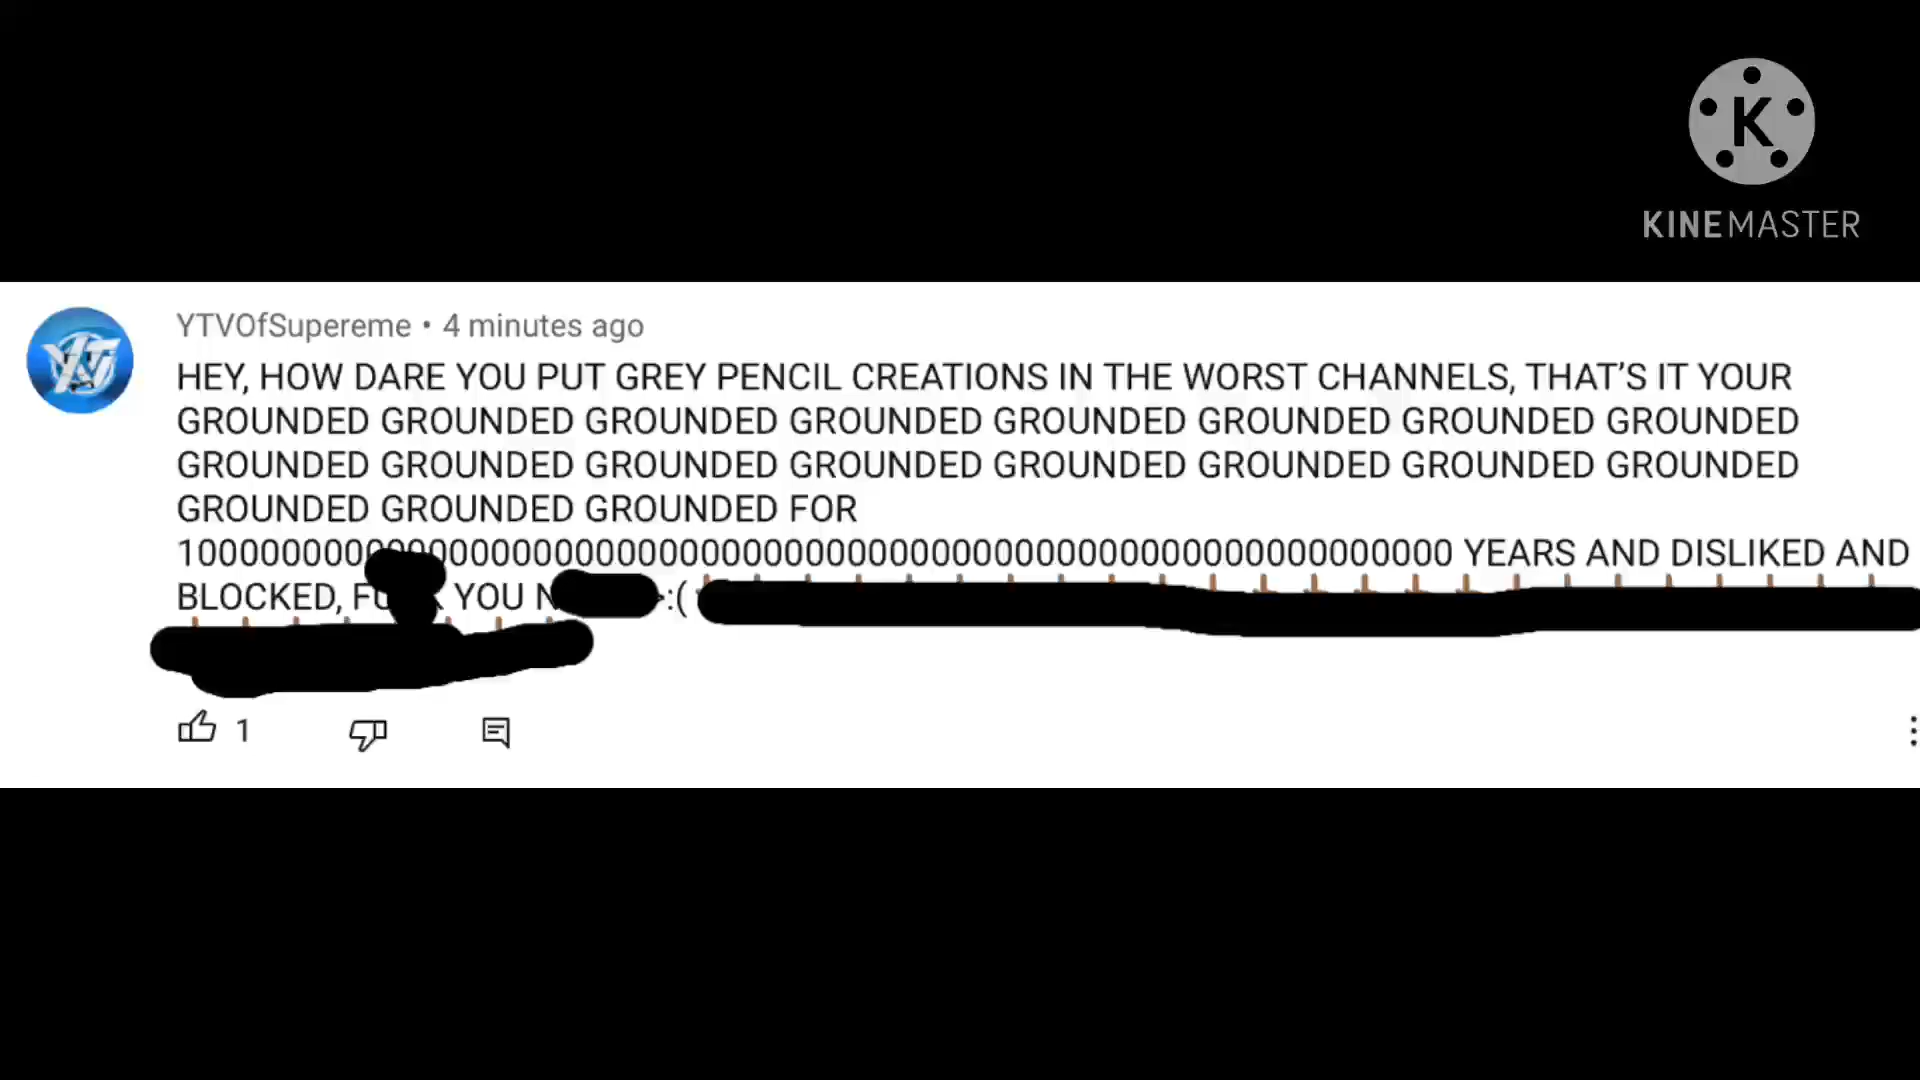 K
KINEMASTER
YTVOfSupereme • 4 minutes ago
HEY, HOW DARE YOU PUT GREY PENCIL CREATIONS IN THE WORST CHANNELS, THAT'S IT YOUR
GROUNDED GROUNDED GROUNDED GROUNDED GROUNDED GROUNDED GROUNDED GROUNDED
GROUNDED GROUNDED GROUNDED GROUNDED GROUNDED GROUNDED GROUNDED GROUNDED
GROUNDED GROUNDED GROUNDED FOR
YEARS AND DISLIKED AND
BLOCKED, YOU :(
1